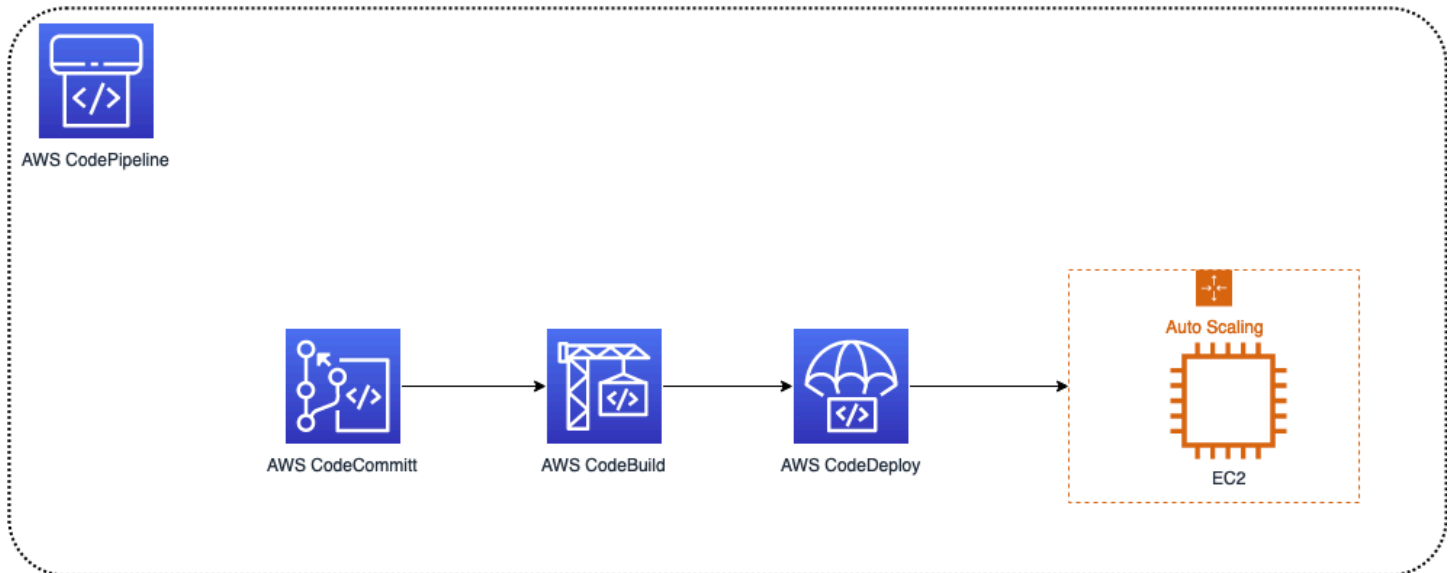 AWS CodePipeline
Auto Scaling
AWS CodeCommitt
AWS CodeBuild
AWS CodeDeploy
EC2